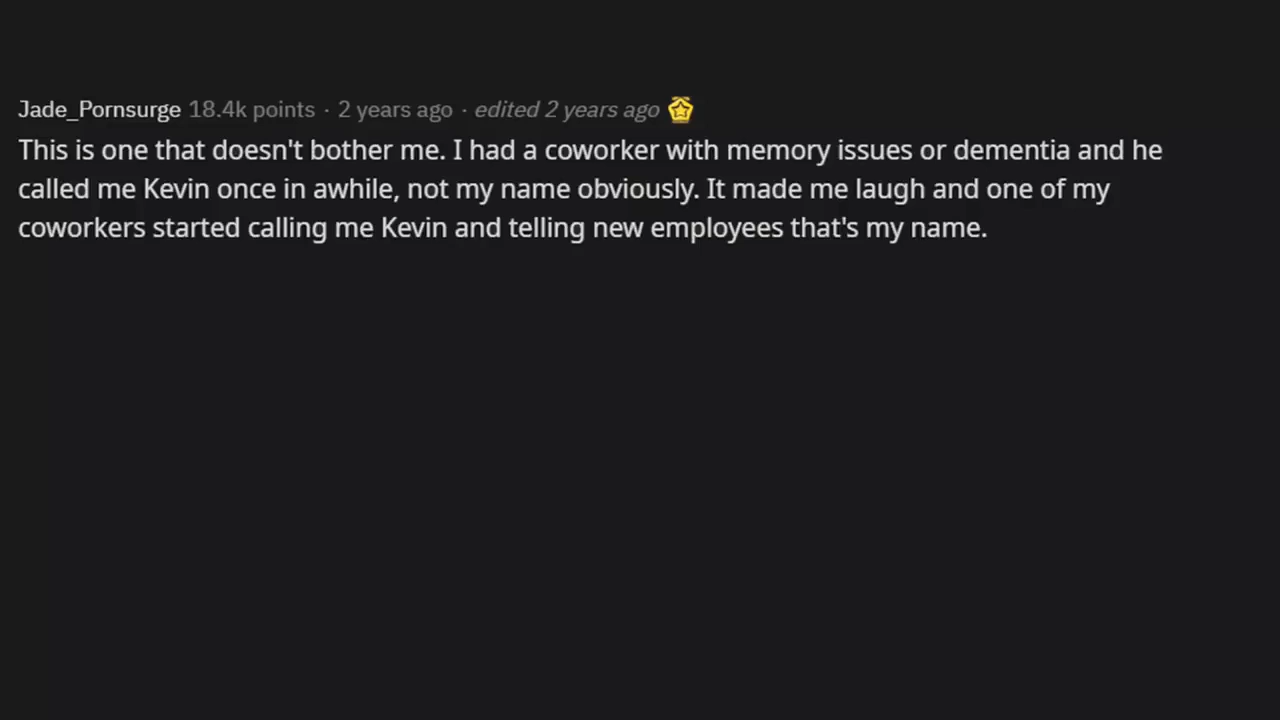 Jade_Pornsurge 18.4k points · 2 years ago · edited 2 years ago
This is one that doesn't bother me. I had a coworker with memory issues or dementia and he
called me Kevin once in awhile, not my name obviously. It made me laugh and one of my
coworkers started calling me Kevin and telling new employees that's my name.